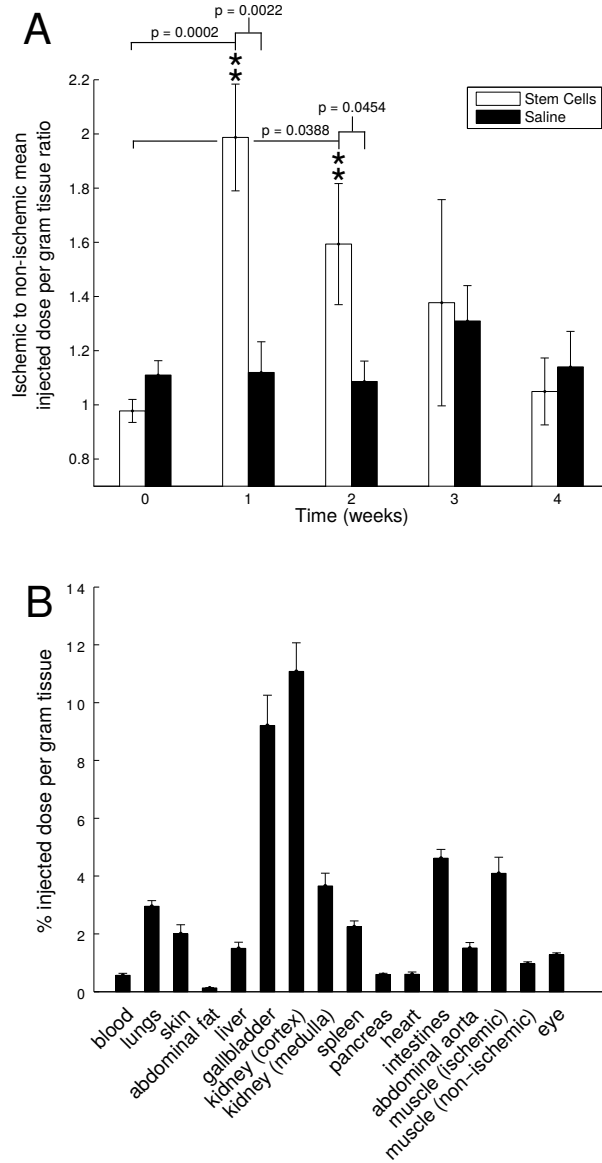 A
p = 0.0022
p = 0.0002
**
2.2
Stem Cells
Saline
p = 0.0454
2
p = 0.0388
**
1.8
1.6
1.4
1.2
1
0.8
Ischemic to non-ischemic mean
injected dose per gram tissue ratio
0 1 2 3 4
Time (weeks)
B
14
12
10
8
6
4
2
0
% injected dose per gram tissue
blood
lungs
skin
abdominal fat
liver
gallbladder
kidney (cortex)
kidney (medulla)
spleen
pancreas
heart
intestines
abdominal aorta
muscle (ischemic)
muscle (non−ischemic)
eye